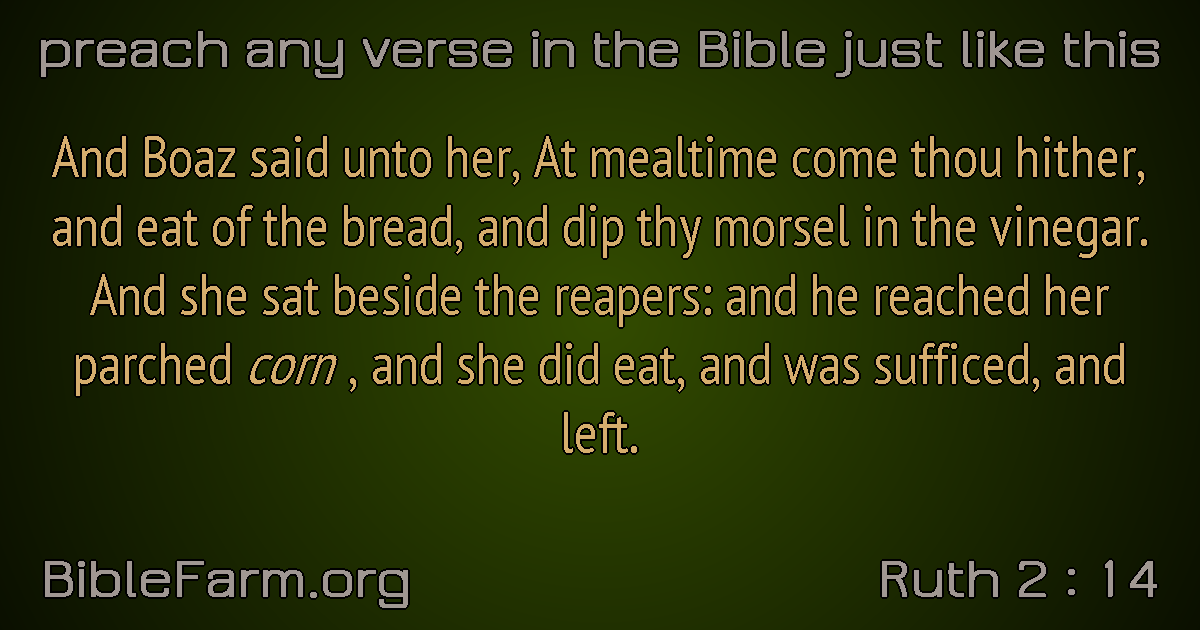 preach any verse in the Bible just like this
And Boaz said unto her, At mealtime come thou hither,
and eat of the bread, and dip thy morsel in the vinegar.
And she sat beside the reapers: and he reached her
parched corn , and she did eat, and was sufficed, and
left.
BibleFarm.org
Ruth 2 : 14